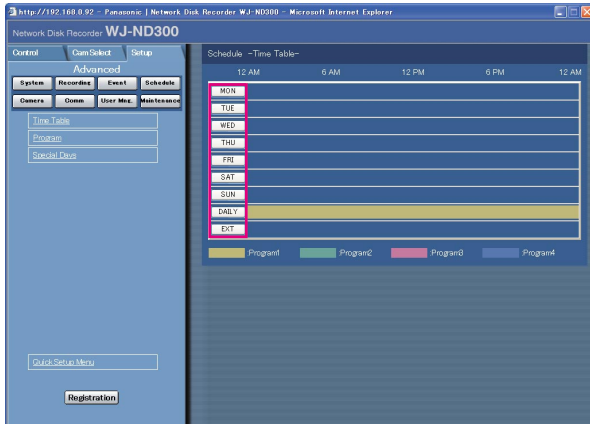 http://192.168.0.92 - Panasonic | Network Disk Recorder WJ-ND300 - Microsoft Internet Explorer
Network Disk Recorder WJ-ND300
Control Cam Select Setup
Advanced
System Recording Event Schedule
Camera Comm User Mng. Maintenance
Time Table
Program
Special Days
Quick Setup Menu
Registration
Schedule -Time Table-
12 AM 6 AM 12 PM 6 PM 12 AM
MON
TUE
WED
THU
FRI
SAT
SUN
DAILY
EXT
:Program1 :Program2 :Program3 :Program4